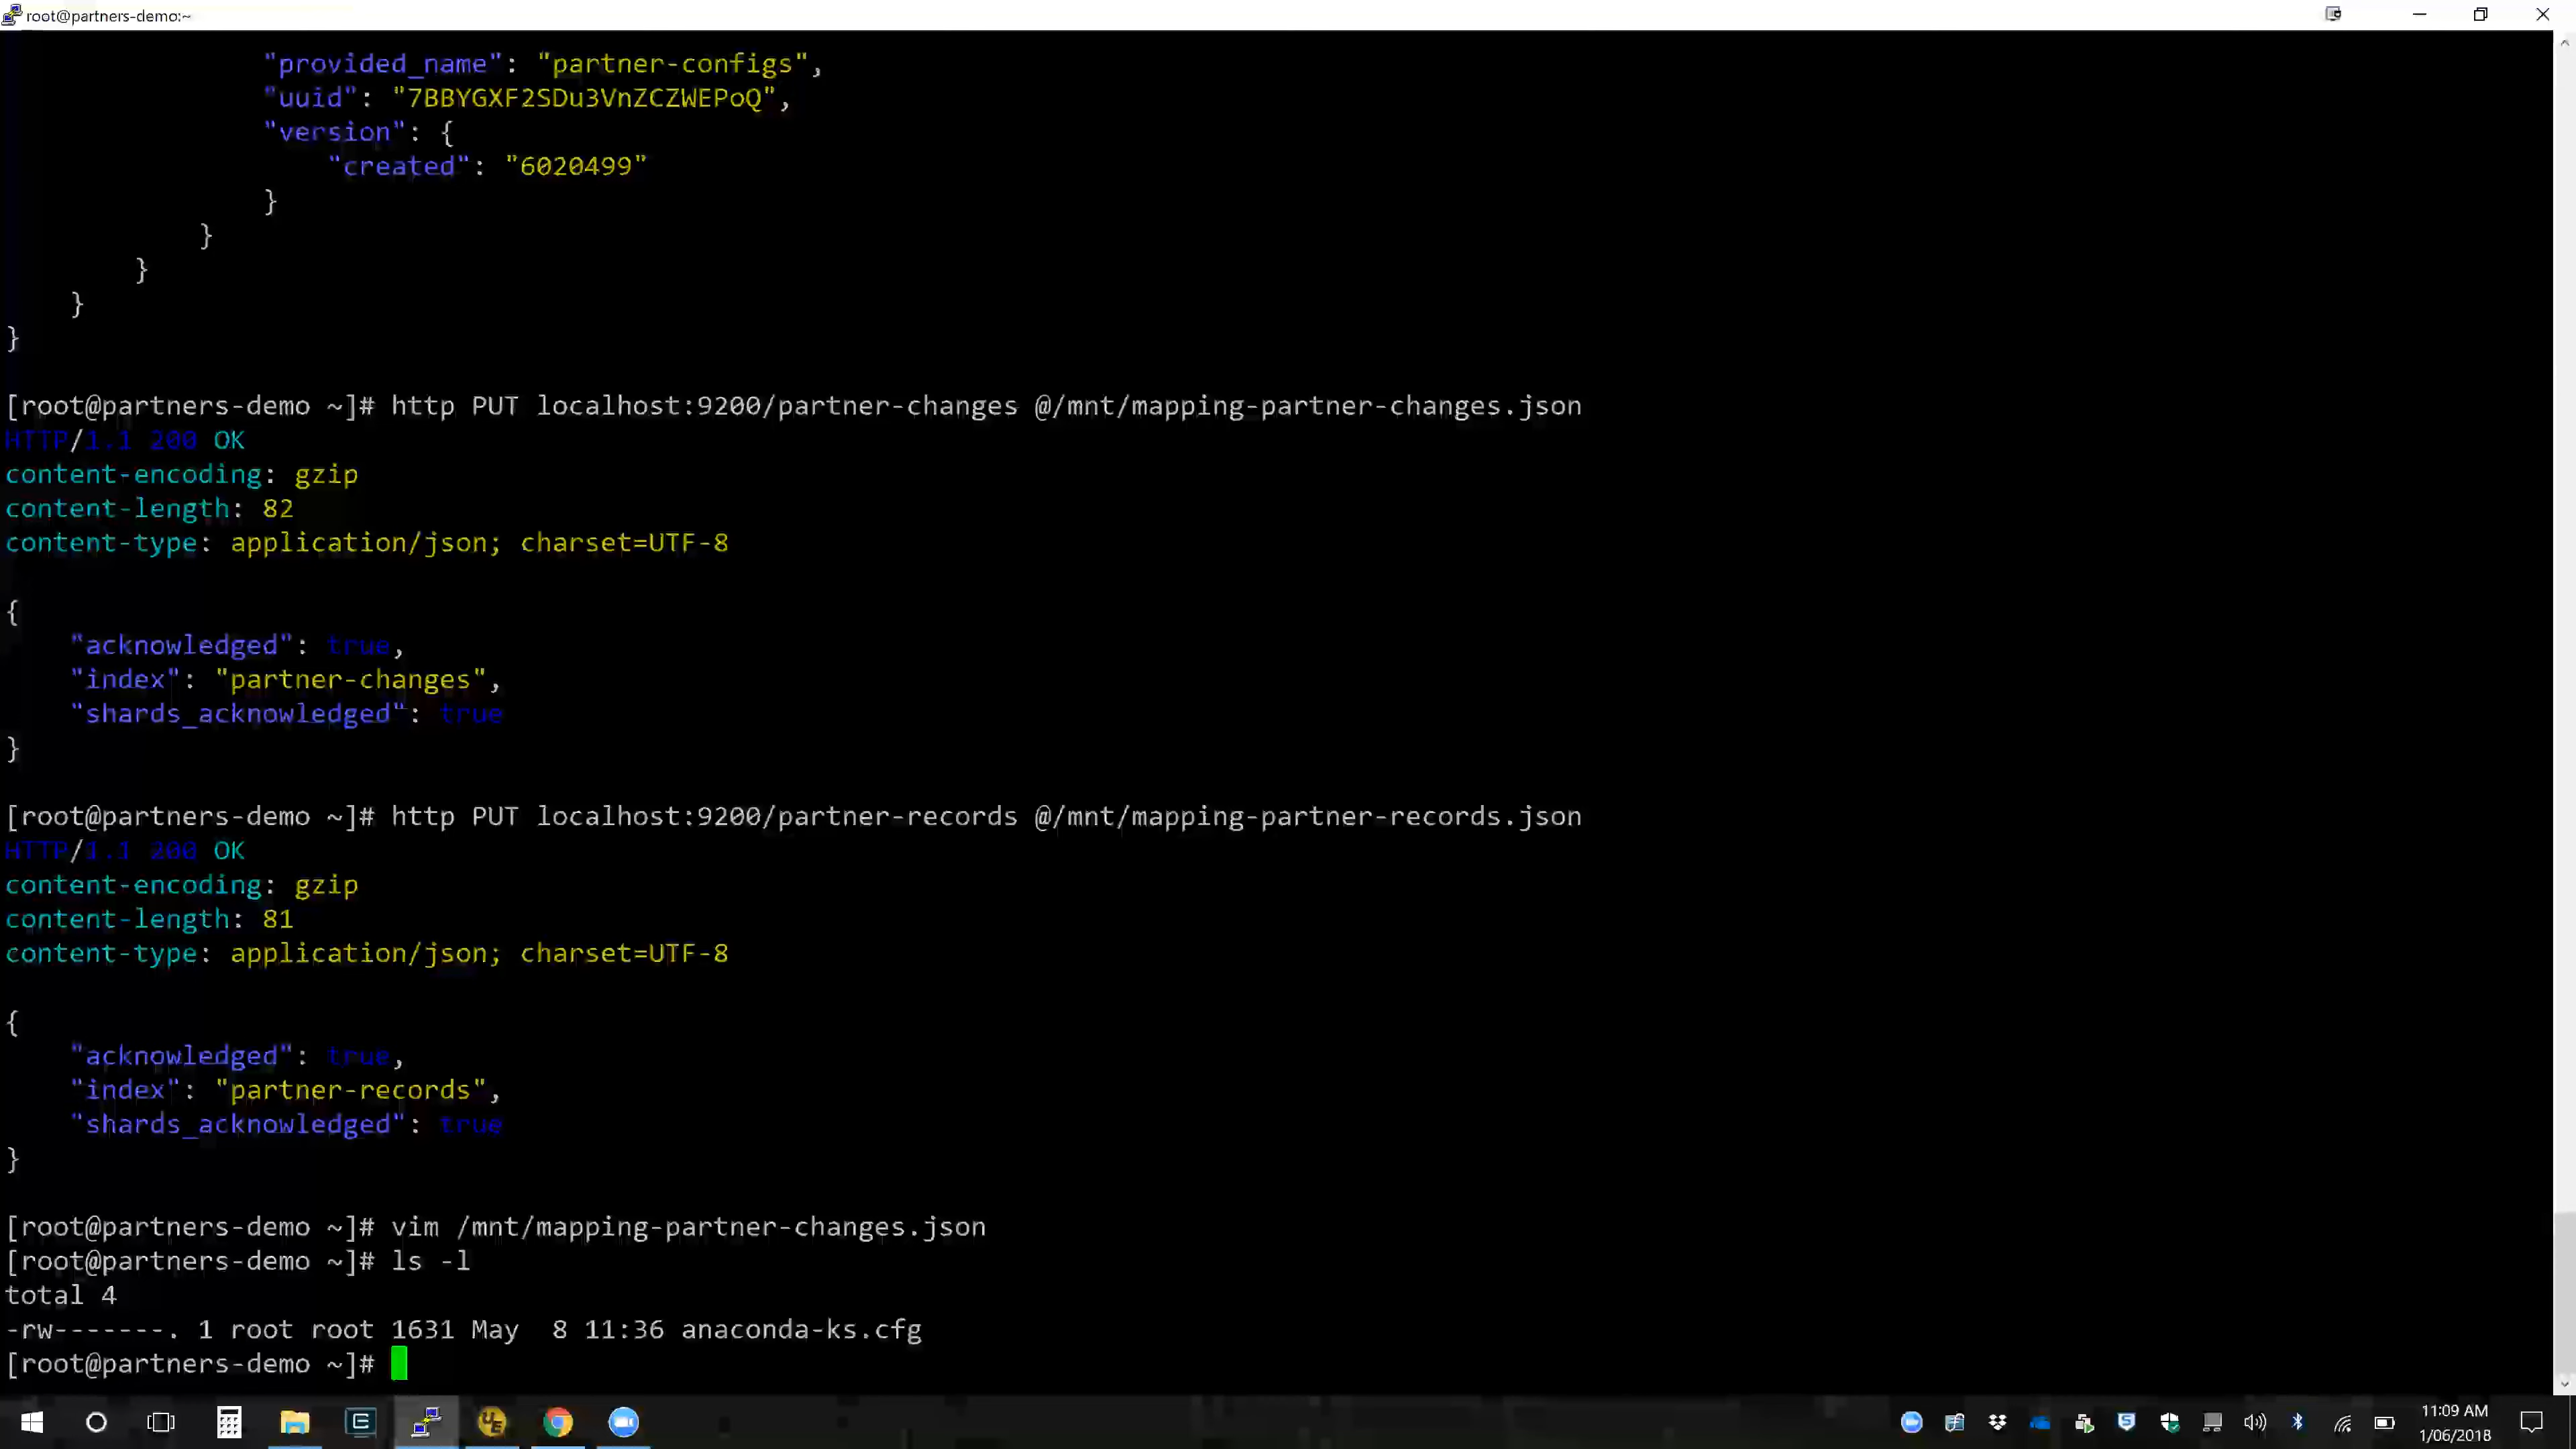 root@partners-demo:~
"provided_name": "partner-configs",
"uuid": "7BBYGXF2SDu3VnZCZWEPoQ",
"version": {
"created": "6020499"
}
}
}
}
}
[root@partners-demo ~]# http PUT localhost:9200/partner-changes @/mnt/mapping-partner-changes.json
HTTP/1.1 200 OK
content-encoding: gzip
content-length: 82
content-type: application/json; charset=UTF-8
{
"acknowledged": true,
"index": "partner-changes",
"shards_acknowledged": true
}
[root@partners-demo ~]# http PUT localhost:9200/partner-records @/mnt/mapping-partner-records.json
HTTP/1.1 200 OK
content-encoding: gzip
content-length: 81
content-type: application/json; charset=UTF-8
{
"acknowledged": true,
"index": "partner-records",
"shards_acknowledged": true
}
[root@partners-demo ~]# vim /mnt/mapping-partner-changes.json
[root@partners-demo ~]# ls -l
total 4
-rw-------. 1 root root 1631 May  8 11:36 anaconda-ks.cfg
[root@partners-demo ~]#
11:09 AM
1/06/2018